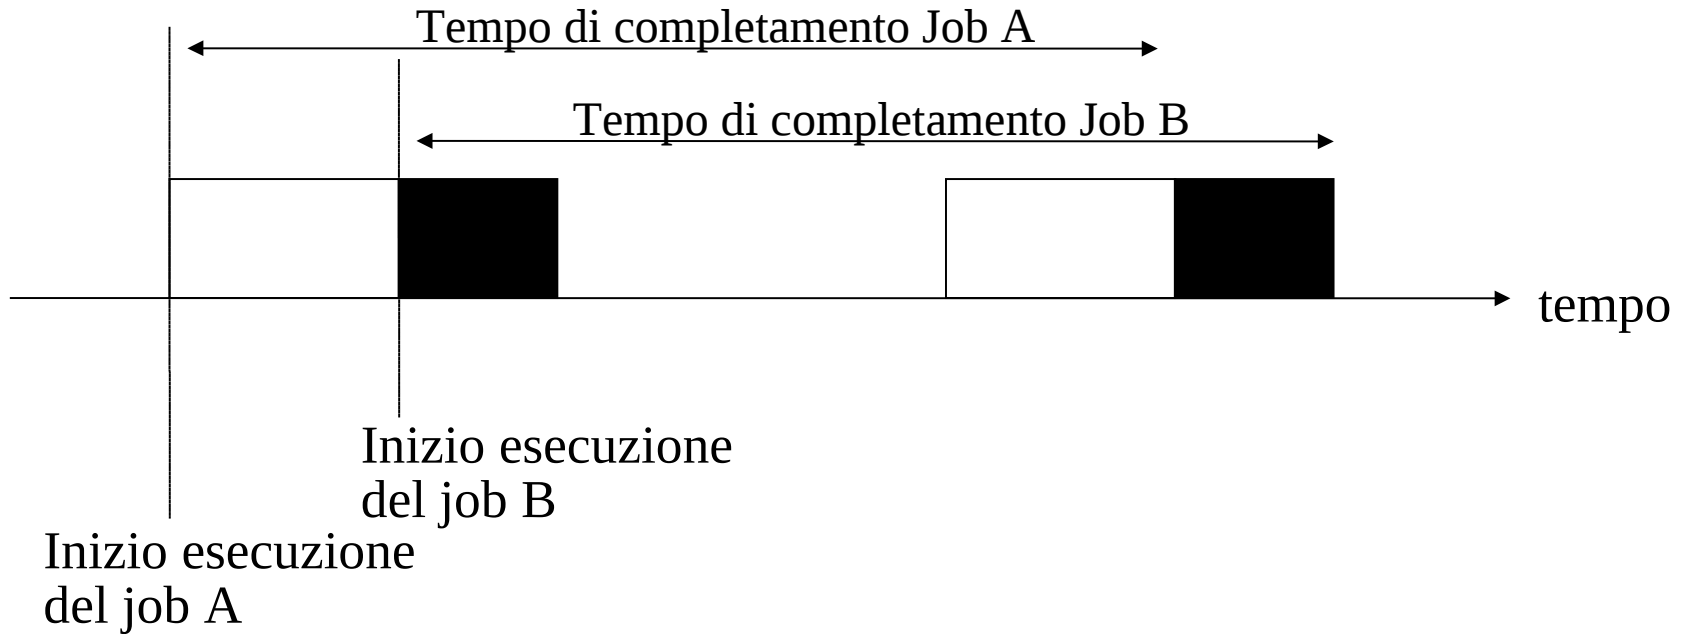 Tempo di completamento Job A
Tempo di completamento Job B
tempo
Inizio esecuzione
del job B
Inizio esecuzione
del job A